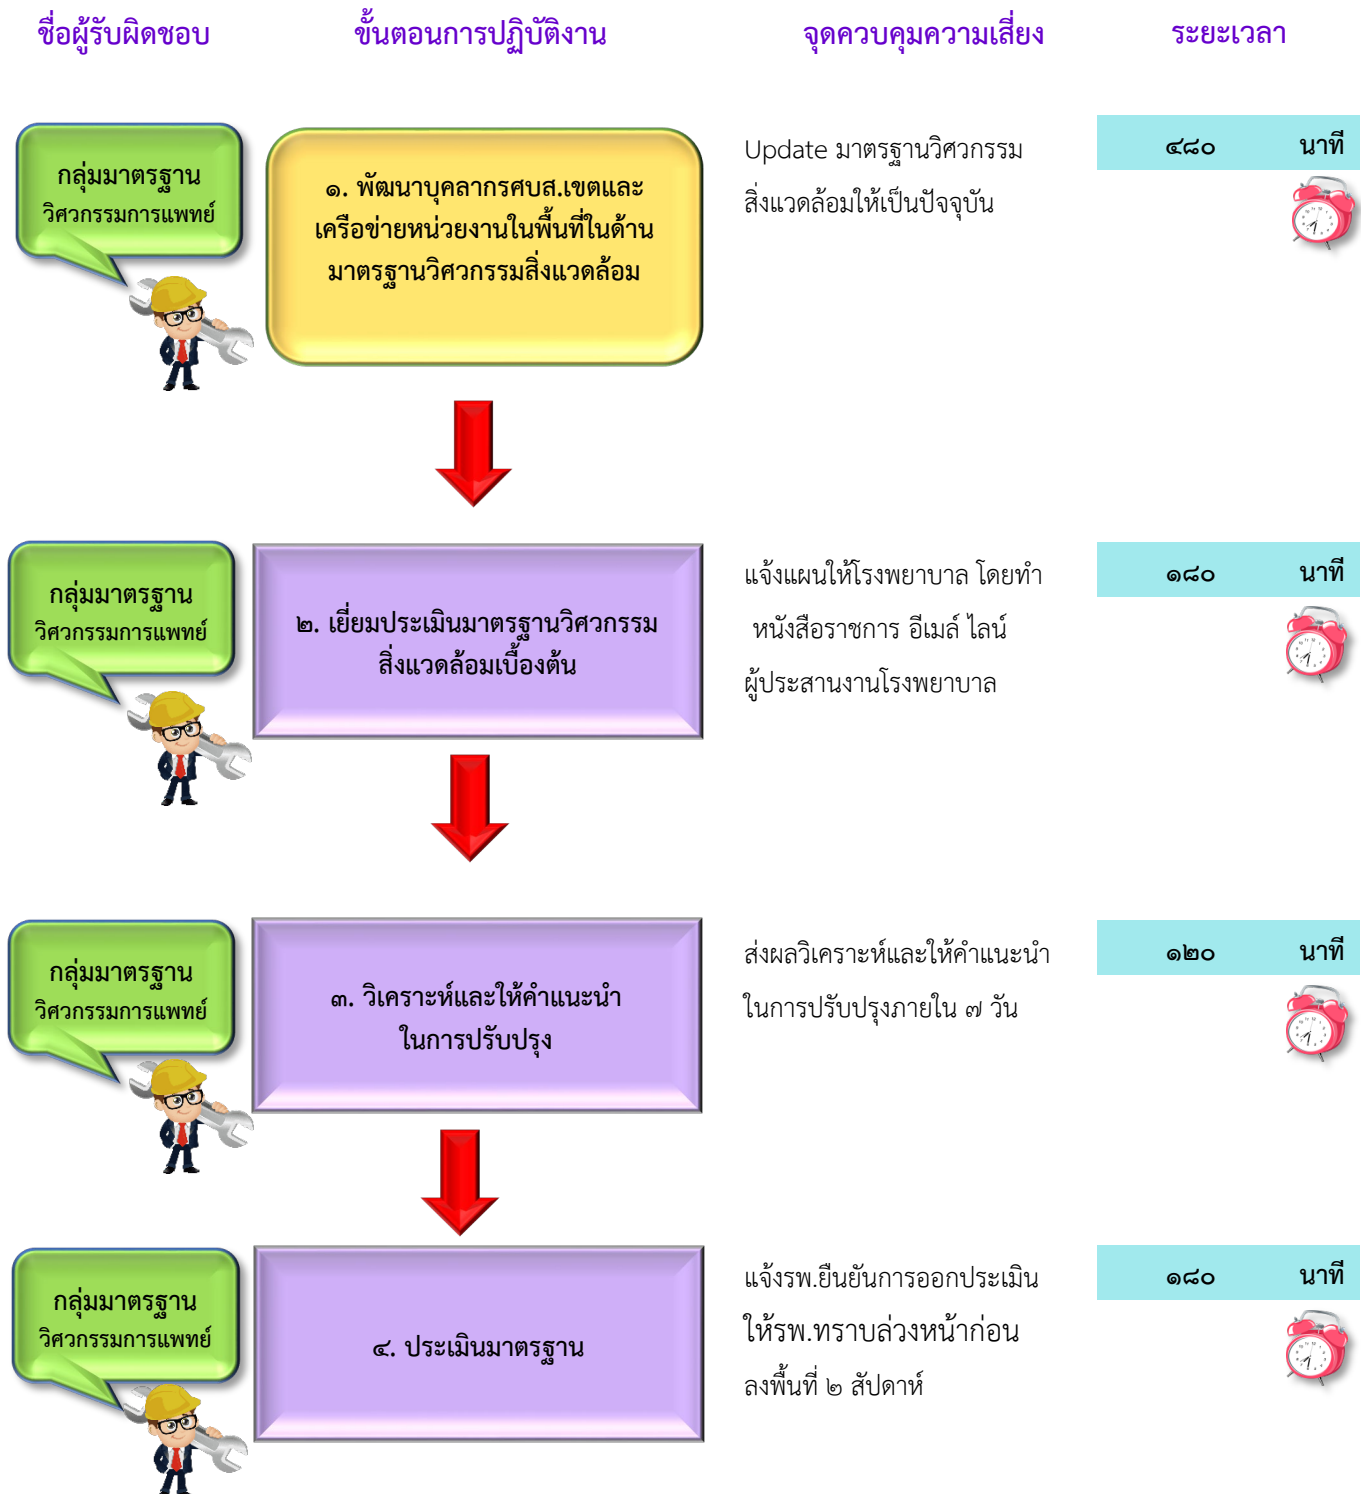 ชื่อผู้รับผิดชอบ ขั้นตอนการปฏิบัติงาน จุดควบคุมความเสี่ยง ระยะเวลา
กลุ่มมาตรฐาน
วิศวกรรมการแพทย์
๑. พัฒนาบุคลากรศบส.เขตและ
เครือข่ายหน่วยงานในพื้นที่ในด้าน
มาตรฐานวิศวกรรมสิ่งแวดล้อม
Update มาตรฐานวิศวกรรม
สิ่งแวดล้อมให้เป็นปัจจุบัน
๔๘๐ นาที
กลุ่มมาตรฐาน
วิศวกรรมการแพทย์
๒. เยี่ยมประเมินมาตรฐานวิศวกรรม
สิ่งแวดล้อมเบื้องต้น
แจ้งแผนให้โรงพยาบาล โดยทำ
หนังสือราชการ อีเมล์ ไลน์
ผู้ประสานงานโรงพยาบาล
๑๘๐ นาที
กลุ่มมาตรฐาน
วิศวกรรมการแพทย์
๓. วิเคราะห์และให้คำแนะนำ
ในการปรับปรุง
ส่งผลวิเคราะห์และให้คำแนะนำ
ในการปรับปรุงภายใน ๗ วัน
๑๒๐ นาที
กลุ่มมาตรฐาน
วิศวกรรมการแพทย์
๔. ประเมินมาตรฐาน
แจ้งรพ.ยืนยันการออกประเมิน
ให้รพ.ทราบล่วงหน้าก่อน
ลงพื้นที่ ๒ สัปดาห์
๑๘๐ นาที